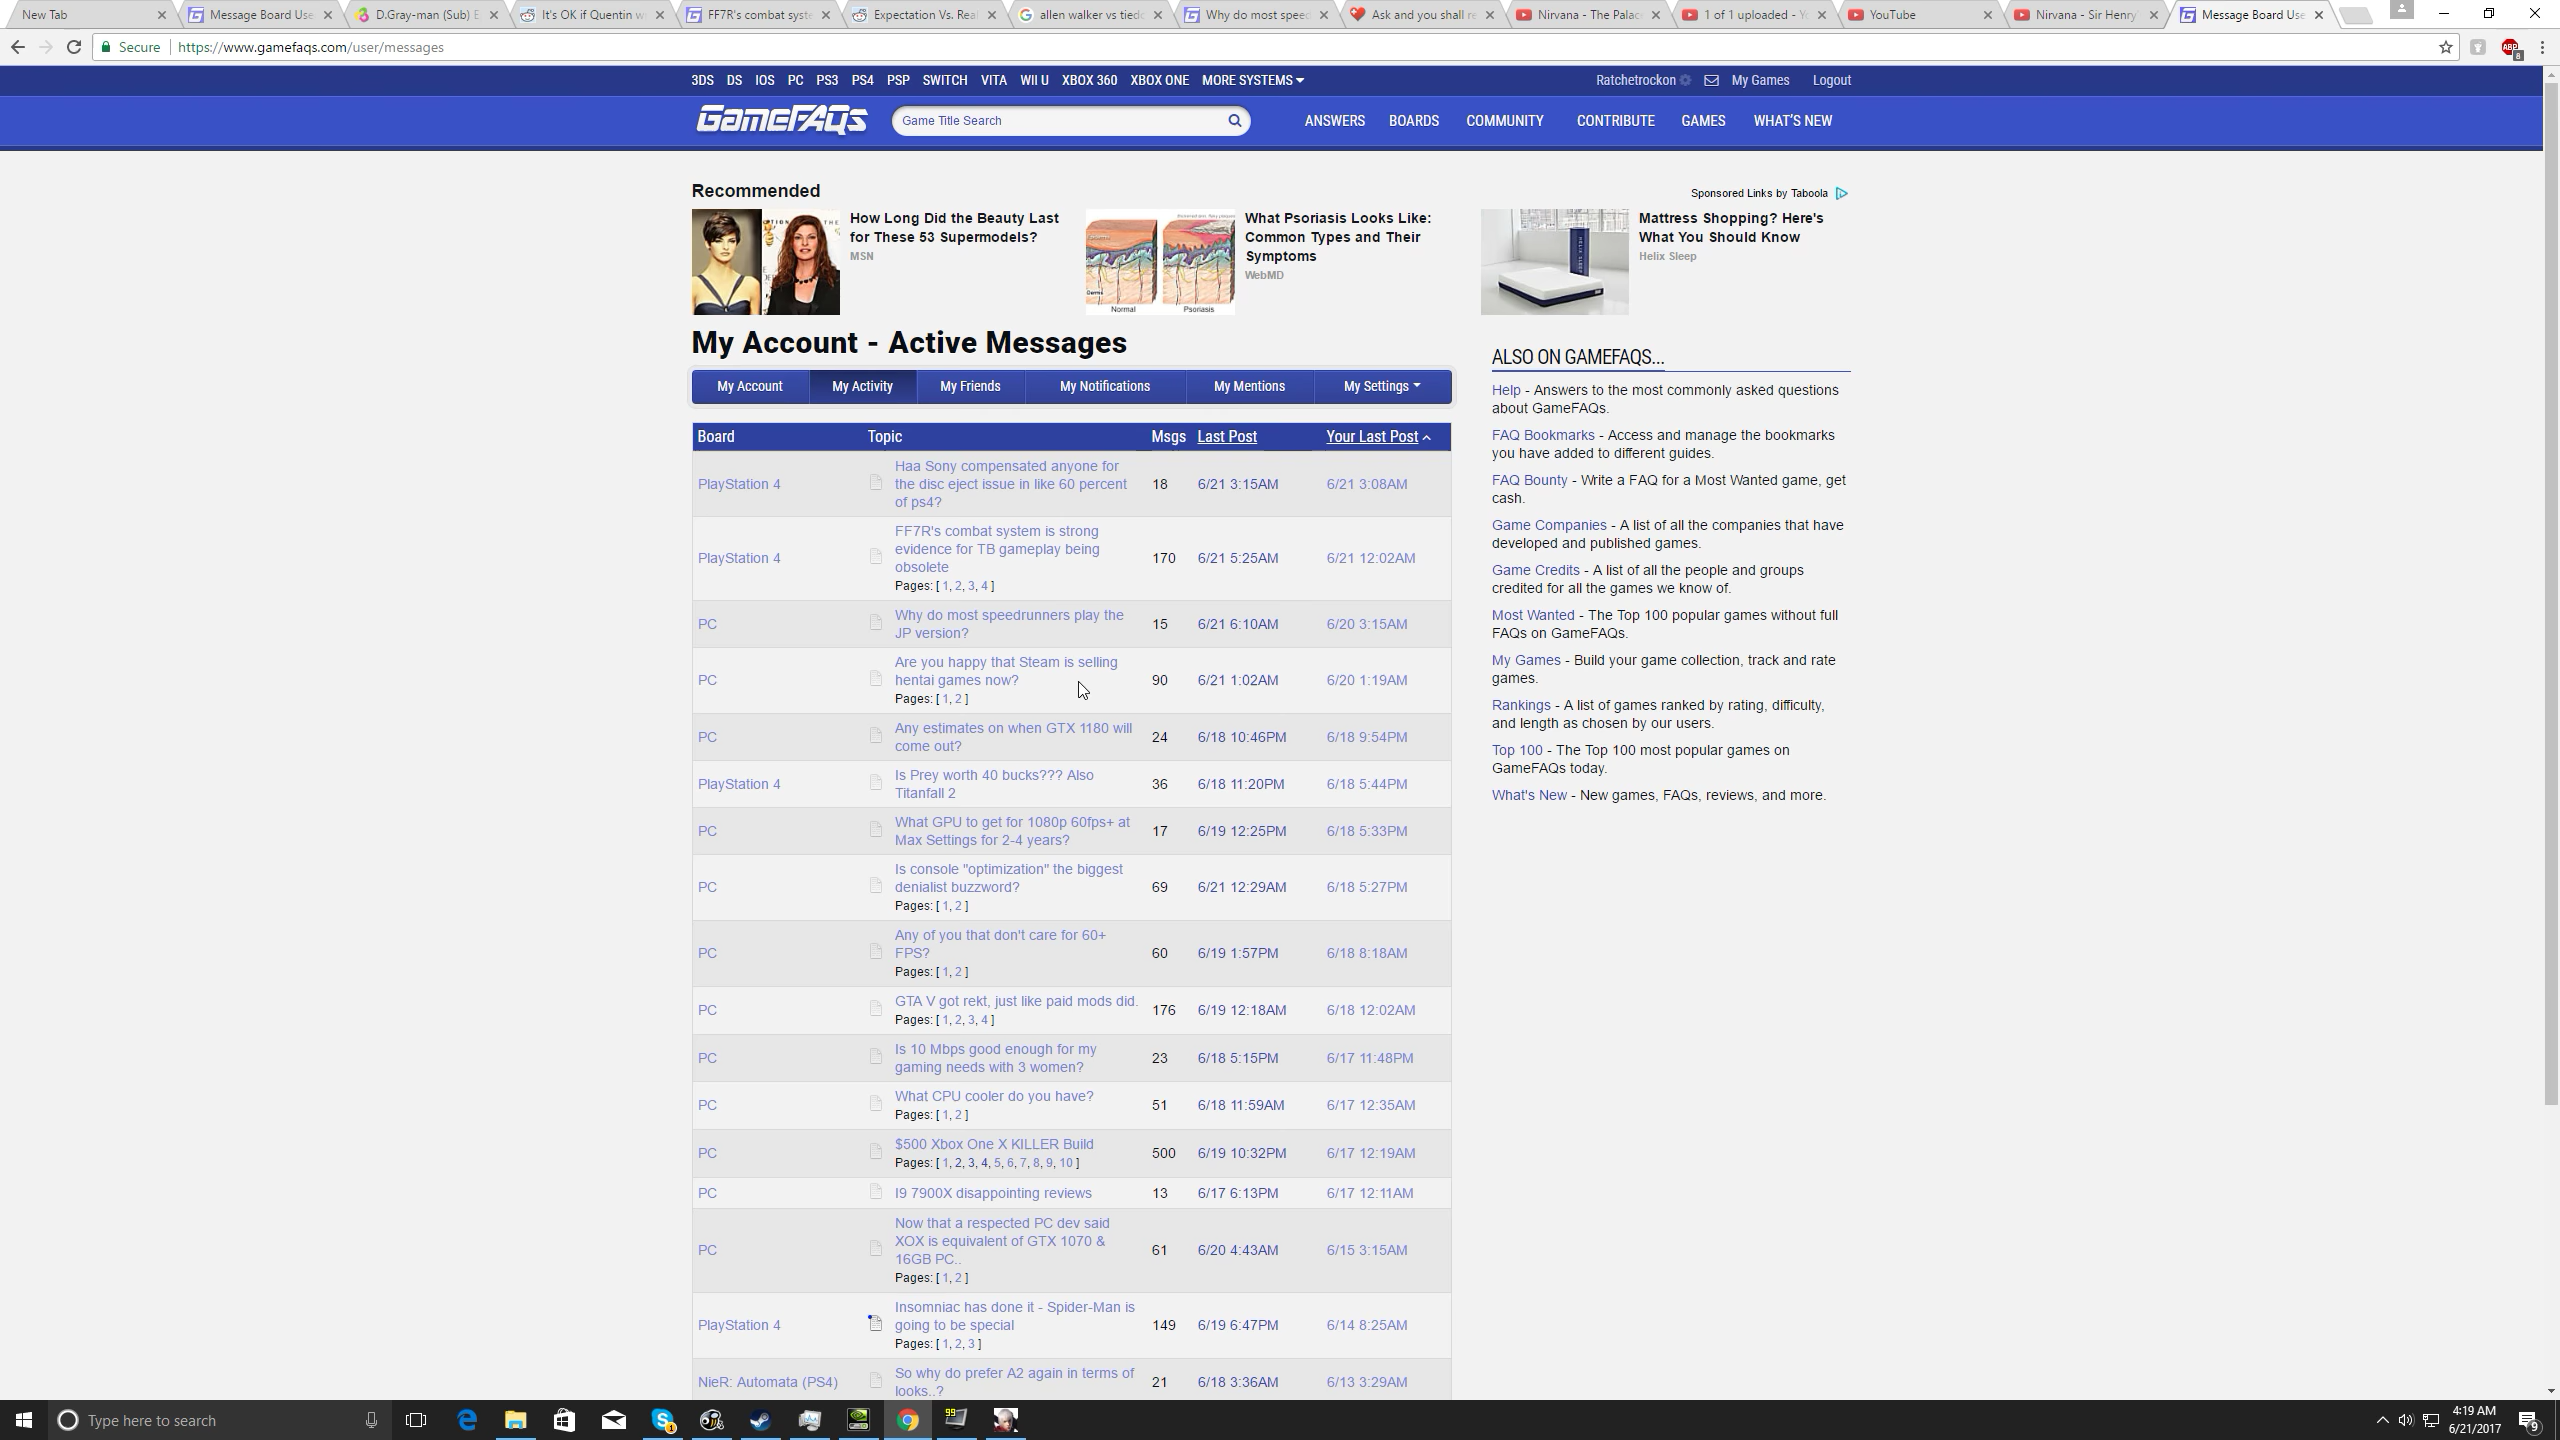 New Tab
Message Board Use
D.Gray-man (Sub) E
It's OK if Quentin w
FF7R's combat syste
Expectation Vs. Real
allen walker vs tiedo
Why do most speed
Ask and you shall re
Nirvana - The Palac
1 of 1 uploaded - Yo
YouTube
Nirvana - Sir Henry
Message Board Use
Secure
https://www.gamefaqs.com/user/messages
ABP
8
3DS DS IOS PC PS3 PS4 PSP SWITCH VITA WII U XBOX 360 XBOX ONE MORE SYSTEMS
Ratchetrockon My Games Logout
GameFAQs
Game Title Search
ANSWERS BOARDS COMMUNITY CONTRIBUTE GAMES WHAT'S NEW
Recommended
Sponsored Links by Taboola
How Long Did the Beauty Last
for These 53 Supermodels?
MSN
Normal
Psoriasis
What Psoriasis Looks Like:
Common Types and Their
Symptoms
WebMD
Mattress Shopping? Here's
What You Should Know
Helix Sleep
My Account - Active Messages
My Account My Activity My Friends My Notifications My Mentions My Settings
Board Topic Msgs Last Post Your Last Post
PlayStation 4
Haa Sony compensated anyone for
the disc eject issue in like 60 percent
of ps4?
18 6/21 3:15AM 6/21 3:08AM
PlayStation 4
FF7R's combat system is strong
evidence for TB gameplay being
obsolete
Pages: [ 1, 2, 3, 4 ]
170 6/21 5:25AM 6/21 12:02AM
PC
Why do most speedrunners play the
JP version?
15 6/21 6:10AM 6/20 3:15AM
PC
Are you happy that Steam is selling
hentai games now?
Pages: [ 1, 2 ]
90 6/21 1:02AM 6/20 1:19AM
PC
Any estimates on when GTX 1180 will
come out?
24 6/18 10:46PM 6/18 9:54PM
PlayStation 4
Is Prey worth 40 bucks??? Also
Titanfall 2
36 6/18 11:20PM 6/18 5:44PM
PC
What GPU to get for 1080p 60fps+ at
Max Settings for 2-4 years?
17 6/19 12:25PM 6/18 5:33PM
PC
Is console "optimization" the biggest
denialist buzzword?
Pages: [ 1, 2 ]
69 6/21 12:29AM 6/18 5:27PM
PC
Any of you that don't care for 60+
FPS?
Pages: [ 1, 2 ]
60 6/19 1:57PM 6/18 8:18AM
PC
GTA V got rekt, just like paid mods did.
Pages: [ 1, 2, 3, 4 ]
176 6/19 12:18AM 6/18 12:02AM
PC
Is 10 Mbps good enough for my
gaming needs with 3 women?
23 6/18 5:15PM 6/17 11:48PM
PC
What CPU cooler do you have?
Pages: [ 1, 2 ]
51 6/18 11:59AM 6/17 12:35AM
PC
$500 Xbox One X KILLER Build
Pages: [ 1, 2, 3, 4, 5, 6, 7, 8, 9, 10 ]
500 6/19 10:32PM 6/17 12:19AM
PC
I9 7900X disappointing reviews
13 6/17 6:13PM 6/17 12:11AM
PC
Now that a respected PC dev said
XOX is equivalent of GTX 1070 &
16GB PC..
Pages: [ 1, 2 ]
61 6/20 4:43AM 6/15 3:15AM
PlayStation 4
Insomniac has done it - Spider-Man is
going to be special
Pages: [ 1, 2, 3 ]
149 6/19 6:47PM 6/14 8:25AM
NieR: Automata (PS4)
So why do prefer A2 again in terms of
looks..?
21 6/18 3:36AM 6/13 3:29AM
ALSO ON GAMEFAQS...
Help - Answers to the most commonly asked questions
about GameFAQs.
FAQ Bookmarks - Access and manage the bookmarks
you have added to different guides.
FAQ Bounty - Write a FAQ for a Most Wanted game, get
cash.
Game Companies - A list of all the companies that have
developed and published games.
Game Credits - A list of all the people and groups
credited for all the games we know of.
Most Wanted - The Top 100 popular games without full
FAQs on GameFAQs.
My Games - Build your game collection, track and rate
games.
Rankings - A list of games ranked by rating, difficulty,
and length as chosen by our users.
Top 100 - The Top 100 most popular games on
GameFAQs today.
What's New - New games, FAQs, reviews, and more.
Type here to search
99
4:19 AM
6/21/2017
9